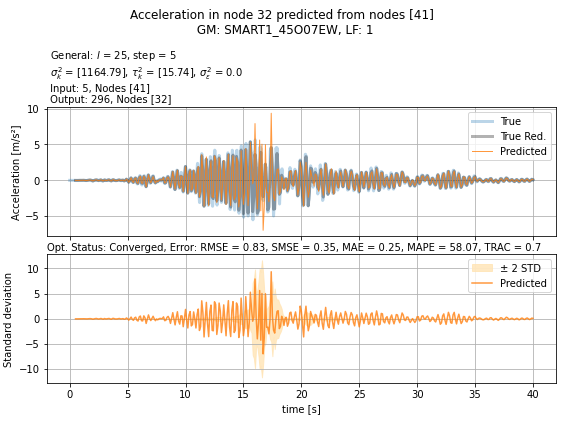 Acceleration in node 32 predicted from nodes [41]
GM: SMART1_45O07EW, LF: 1
General: l = 25, step = 5
σ²ₖ = [1164.79], τ²ₖ = [15.74], σ²ε = 0.0
Input: 5, Nodes [41]
Output: 296, Nodes [32]
10
5
0
−5
Acceleration [m/s²]
True
True Red.
Predicted
Opt. Status: Converged, Error: RMSE = 0.83, SMSE = 0.35, MAE = 0.25, MAPE = 58.07, TRAC = 0.7
10
5
0
−5
−10
Standard deviation
± 2 STD
Predicted
0 5 10 15 20 25 30 35 40
time [s]